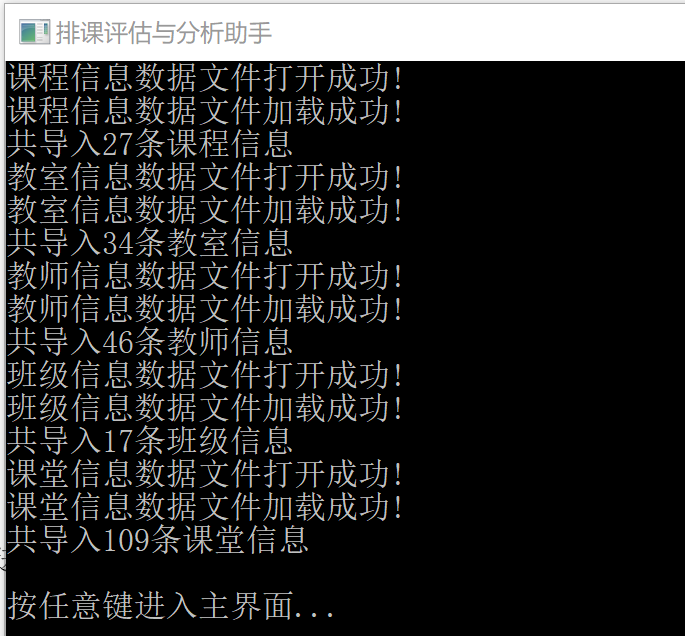 排课评估与分析助手
课程信息数据文件打开成功!
课程信息数据文件加载成功!
共导入27条课程信息
教室信息数据文件打开成功!
教室信息数据文件加载成功!
共导入34条教室信息
教师信息数据文件打开成功!
教师信息数据文件加载成功!
共导入46条教师信息
班级信息数据文件打开成功!
班级信息数据文件加载成功!
共导入17条班级信息
课堂信息数据文件打开成功!
课堂信息数据文件加载成功!
共导入109条课堂信息
按任意键进入主界面...